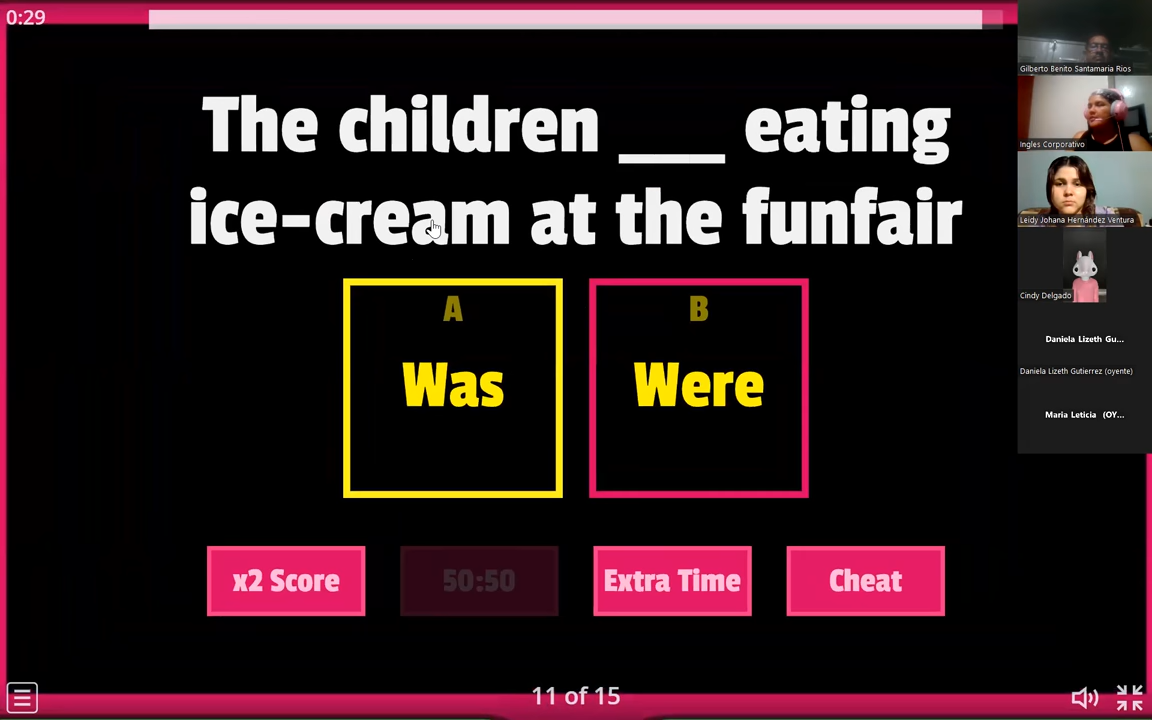 0:29
The children ___ eating
ice-cream at the funfair
A
Was
B
Were
x2 Score
50:50
Extra Time
Cheat
11 of 15
Gilberto Benito Santamaria Rios
Ingles Corporativo
Leidy Johana Hernández Ventura
Cindy Delgado
Daniela Lizeth Gu...
Daniela Lizeth Gutierrez (oyente)
Maria Leticia (OY...